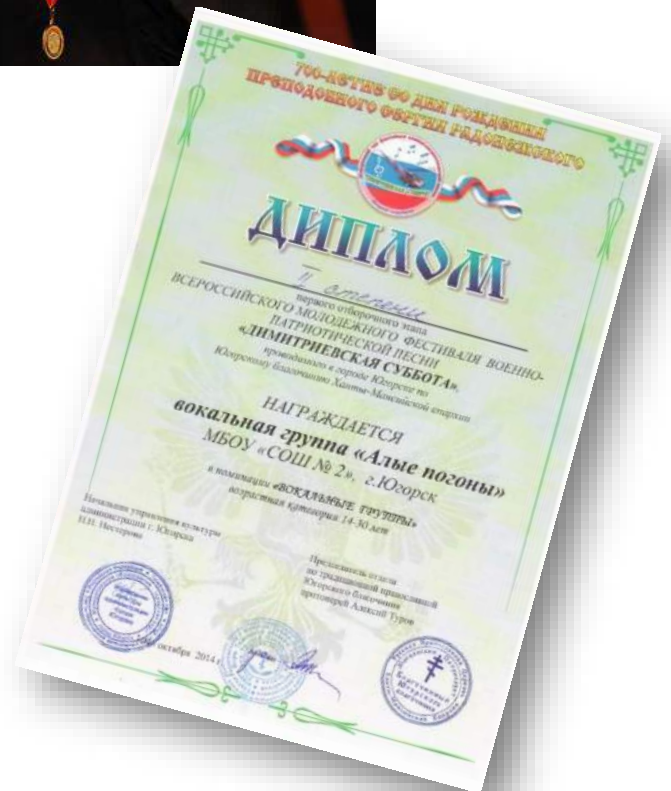 700-ЛЕТИЕ СО ДНЯ РОЖДЕНИЯ
ПРЕПОДОБНОГО СЕРГИЯ РАДОНЕЖСКОГО
ДИПЛОМ
II степени
первого отборочного этапа
ВСЕРОССИЙСКОГО МОЛОДЕЖНОГО ФЕСТИВАЛЯ ВОЕННО-
ПАТРИОТИЧЕСКОЙ ПЕСНИ
«ДИМИТРИЕВСКАЯ СУББОТА»,
проводимого в городе Югорске по
Югорскому благочинию Ханты-Мансийской епархии
НАГРАЖДАЕТСЯ
вокальная группа «Алые погоны»
МБОУ «СОШ № 2», г.Югорск
в номинации «ВОКАЛЬНЫЕ ГРУППЫ»
возрастная категория 14-30 лет
Начальник управления культуры
администрации г. Югорска
Н.Н. Нестерова
Председатель отдела
по традиционной православной
Югорского благочиния
протоиерей Алексий Туров
октября 2014 г